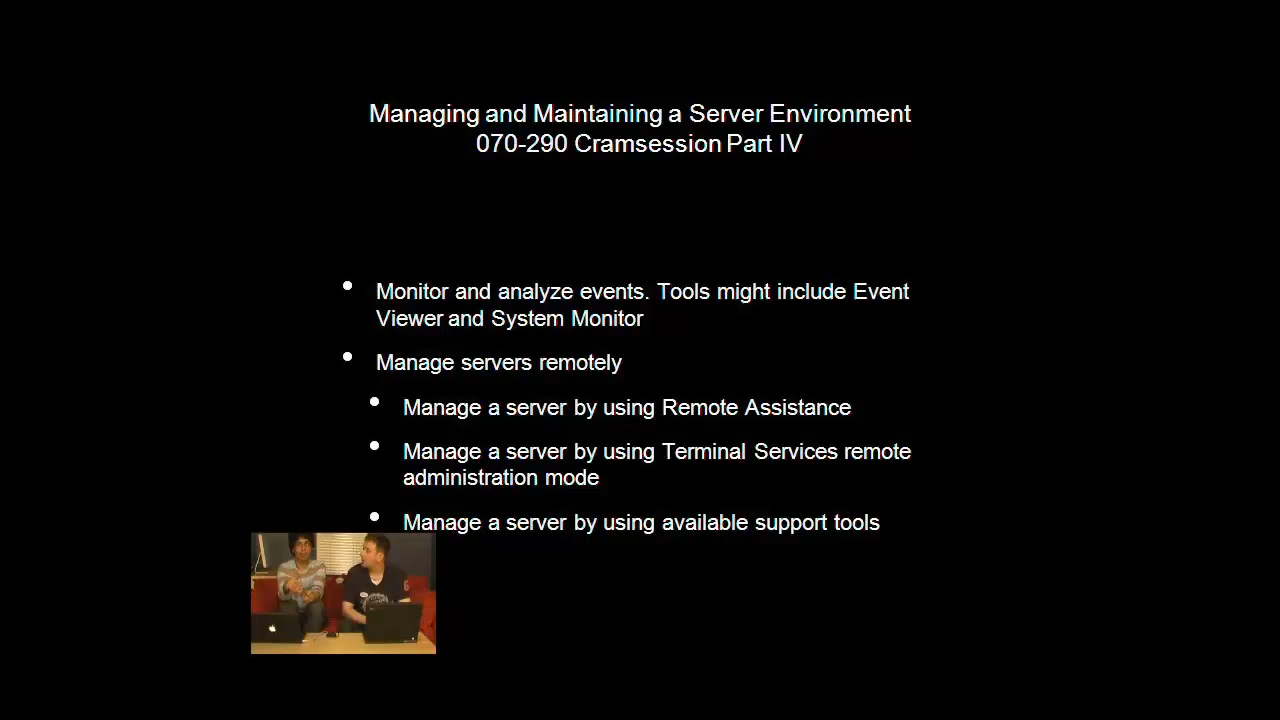 Managing and Maintaining a Server Environment
070-290 Cramsession Part IV
Monitor and analyze events. Tools might include Event
Viewer and System Monitor
Manage servers remotely
Manage a server by using Remote Assistance
Manage a server by using Terminal Services remote
administration mode
Manage a server by using available support tools